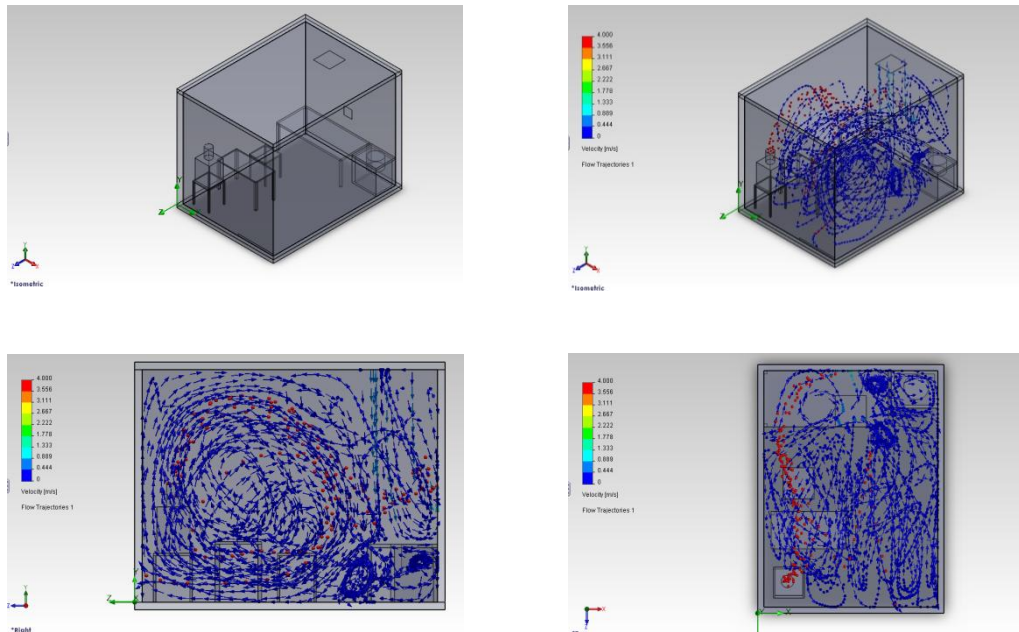 Y
Z
Y
Z
X
*Isometric
4.000
3.556
3.111
2.667
2.222
1.778
1.333
0.889
0.444
0
Velocity [m/s]
Flow Trajectories 1
Y
Z
Y
Z
X
*Isometric
4.000
3.556
3.111
2.667
2.222
1.778
1.333
0.889
0.444
0
Velocity [m/s]
Flow Trajectories 1
Y
Z
Y
Z
*Right
4.000
3.556
3.111
2.667
2.222
1.778
1.333
0.889
0.444
0
Velocity [m/s]
Flow Trajectories 1
Y
X
X
Z